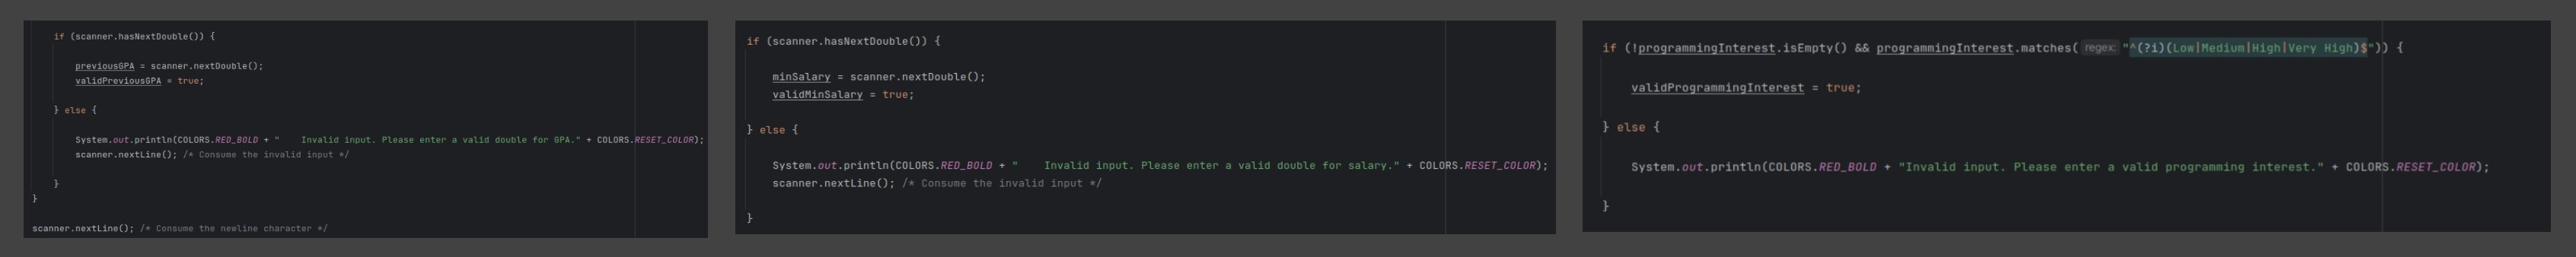 if (scanner.hasNextDouble()) {
previousGPA = scanner.nextDouble();
validPreviousGPA = true;
} else {
System.out.println(COLORS.RED_BOLD + "    Invalid input. Please enter a valid double for GPA." + COLORS.RESET_COLOR);
scanner.nextLine(); /* Consume the invalid input */
}
}
scanner.nextLine(); /* Consume the newline character */
if (scanner.hasNextDouble()) {
minSalary = scanner.nextDouble();
validMinSalary = true;
} else {
System.out.println(COLORS.RED_BOLD + "    Invalid input. Please enter a valid double for salary." + COLORS.RESET_COLOR);
scanner.nextLine(); /* Consume the invalid input */
}
if (!programmingInterest.isEmpty() && programmingInterest.matches( regex: "^(?i)(Low|Medium|High|Very High)$")) {
validProgrammingInterest = true;
} else {
System.out.println(COLORS.RED_BOLD + "Invalid input. Please enter a valid programming interest." + COLORS.RESET_COLOR);
}